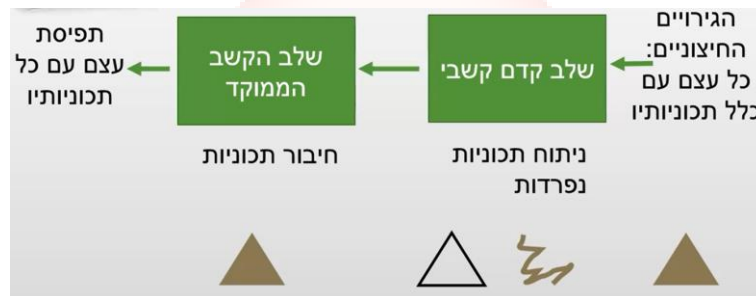 הגירויים
החיצוניים:
כל עצם עם
כלל תכוניותיו
שלב קדם קשבי
ניתוח תכוניות
נפרדות
שלב הקשב
הממוקד
חיבור תכוניות
תפיסת
עצם עם כל
תכוניותיו